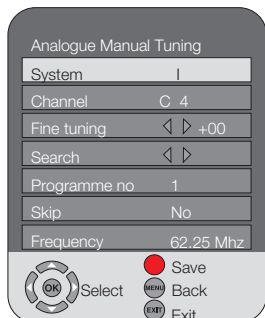 Analogue Manual Tuning
System I
Channel C 4
Fine tuning +00
Search
Programme no 1
Skip No
Frequency 62.25 Mhz
OK Select
Save
MENU Back
EXIT Exit